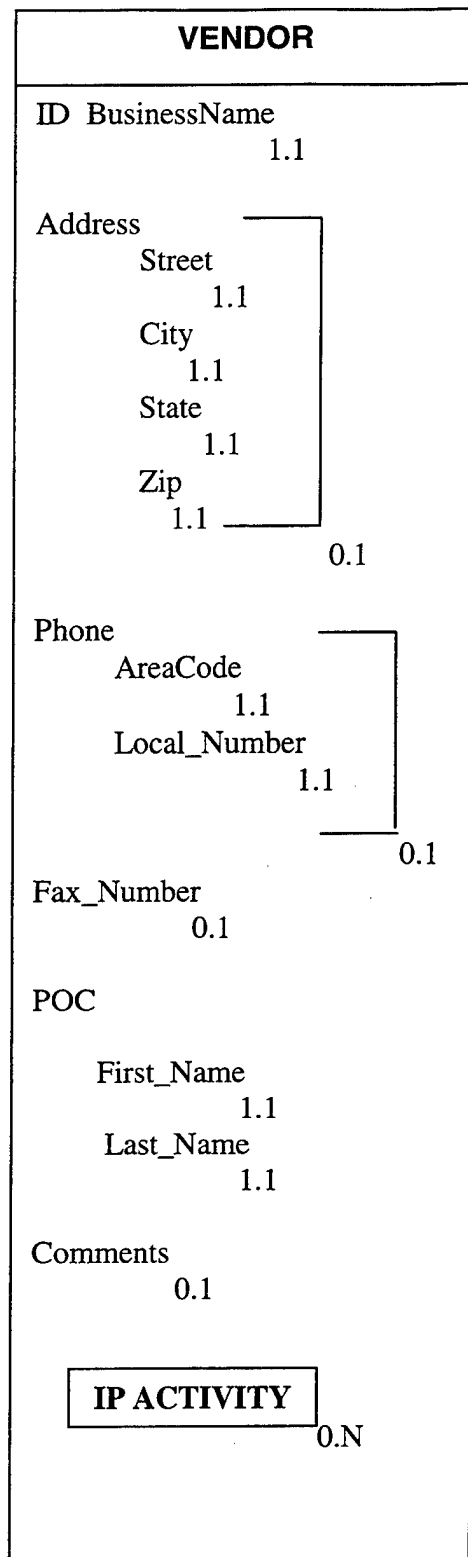 VENDOR
ID BusinessName
1.1
Address
Street
1.1
City
1.1
State
1.1
Zip
1.1
0.1
Phone
AreaCode
1.1
Local_Number
1.1
0.1
Fax_Number
0.1
POC
First_Name
1.1
Last_Name
1.1
Comments
0.1
IP ACTIVITY
0.N